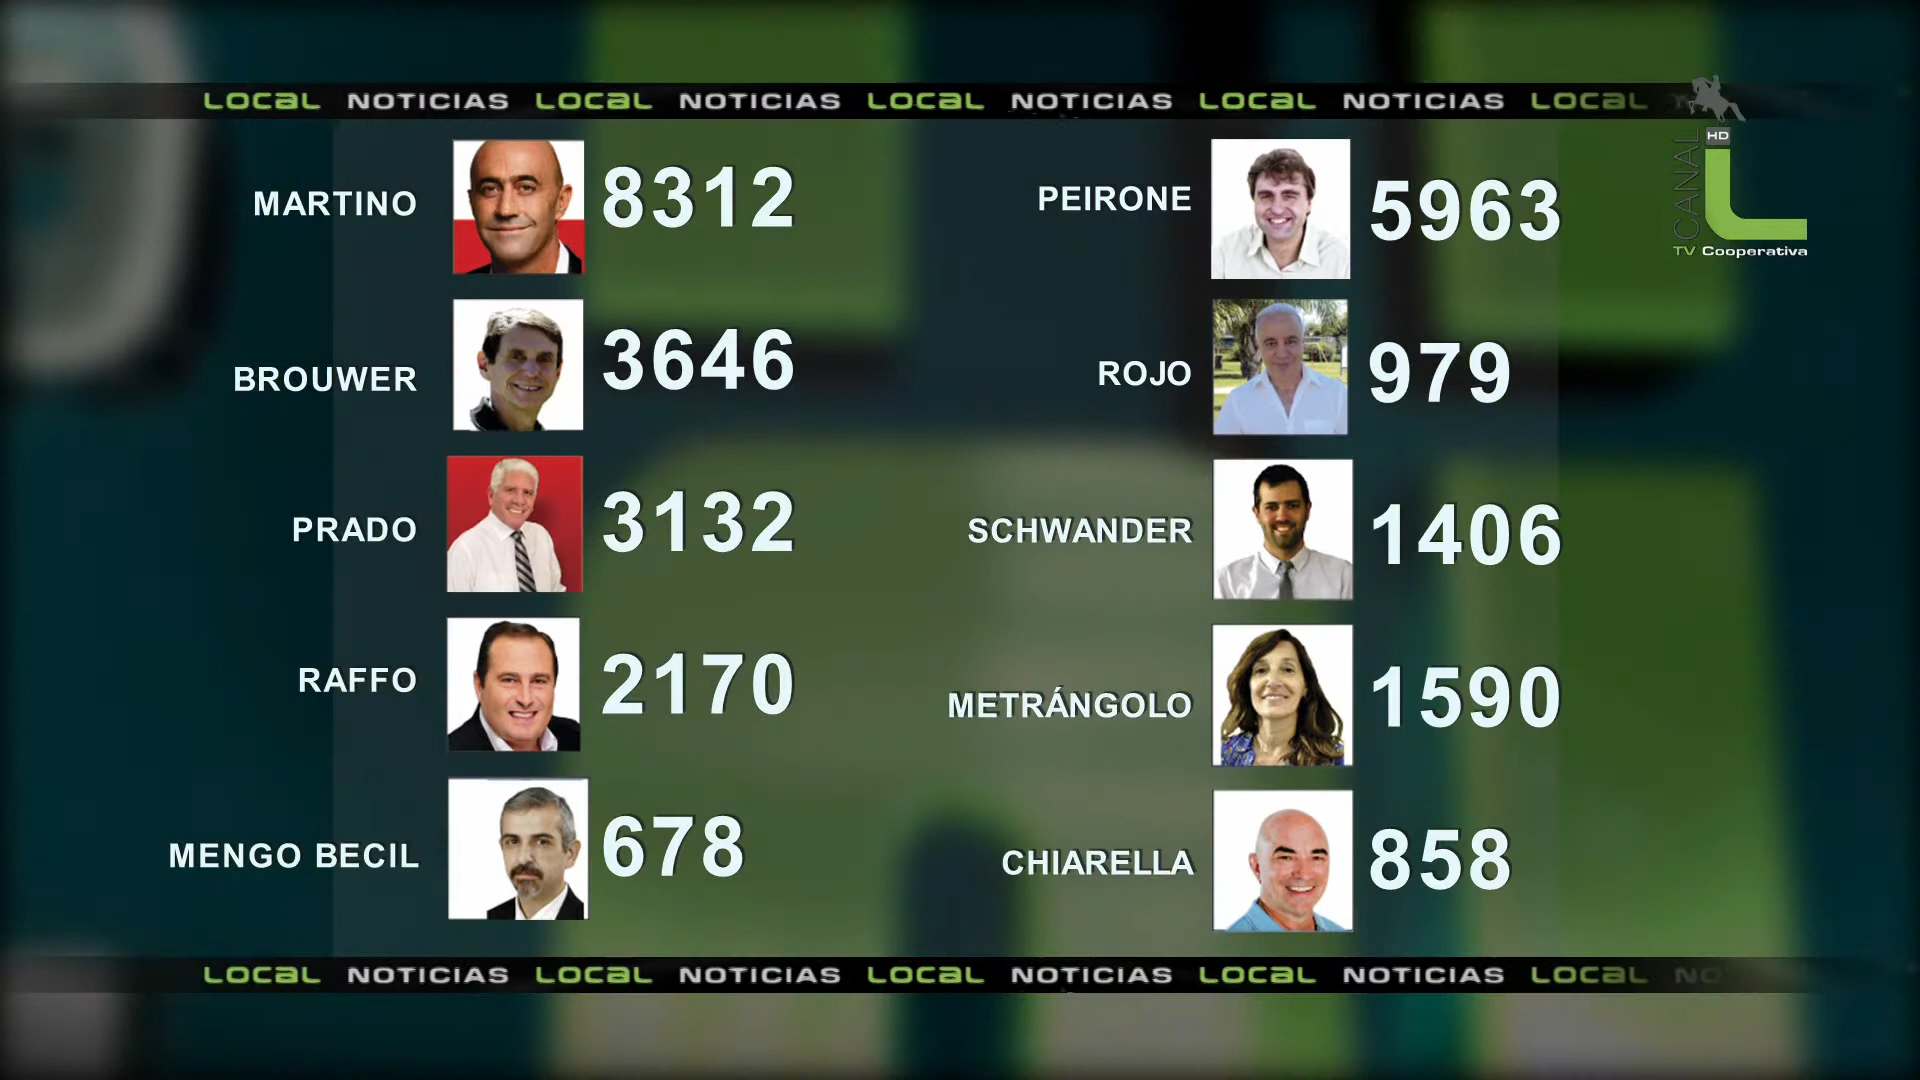 LOCAL NOTICIAS LOCAL NOTICIAS LOCAL NOTICIAS LOCAL NOTICIAS LOCAL
HD
CANAL
TV Cooperativa
MARTINO 8312
PEIRONE 5963
BROUWER 3646
ROJO 979
PRADO 3132
SCHWANDER 1406
RAFFO 2170
METRÁNGOLO 1590
MENGO BECIL 678
CHIARELLA 858
LOCAL NOTICIAS LOCAL NOTICIAS LOCAL NOTICIAS LOCAL NOTICIAS LOCAL NO